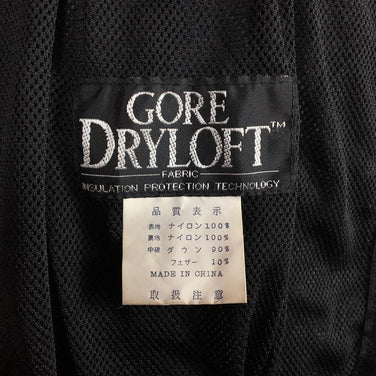 GORE
DRYLOFT™
FABRIC
INSULATION PROTECTION TECHNOLOGY
品質表示
表地 ナイロン100%
裏地 ナイロン100%
中綿 ダウン 90%
フェザー 10%
MADE IN CHINA
取扱注意